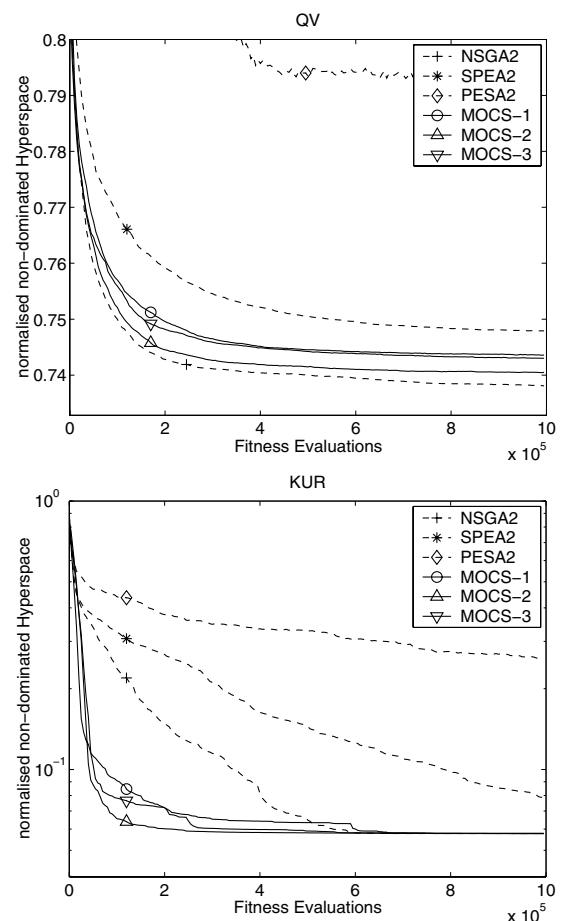 QV
0.8
0.79
0.78
0.77
0.76
0.75
0.74
normalised non-dominated Hyperspace
NSGA2
SPEA2
PESA2
MOCS-1
MOCS-2
MOCS-3
0 2 4 6 8 10
Fitness Evaluations
x 10^5
KUR
10^0
10^-1
normalised non-dominated Hyperspace
NSGA2
SPEA2
PESA2
MOCS-1
MOCS-2
MOCS-3
0 2 4 6 8 10
Fitness Evaluations
x 10^5